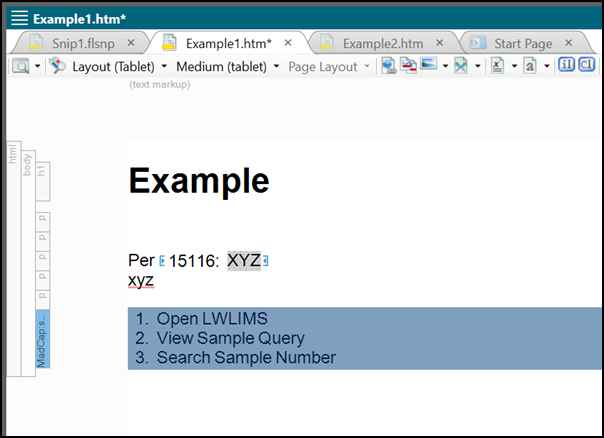 Example1.htm*
Snip1.flsnp × Example1.htm* × Example2.htm × Start Page ×
Layout (Tablet) Medium (tablet) Page Layout
(text markup)
html
body
h1
Example
p
p
p
p
Per 15116: XYZ
xyz
MadCap:s...
1. Open LWLIMS
2. View Sample Query
3. Search Sample Number